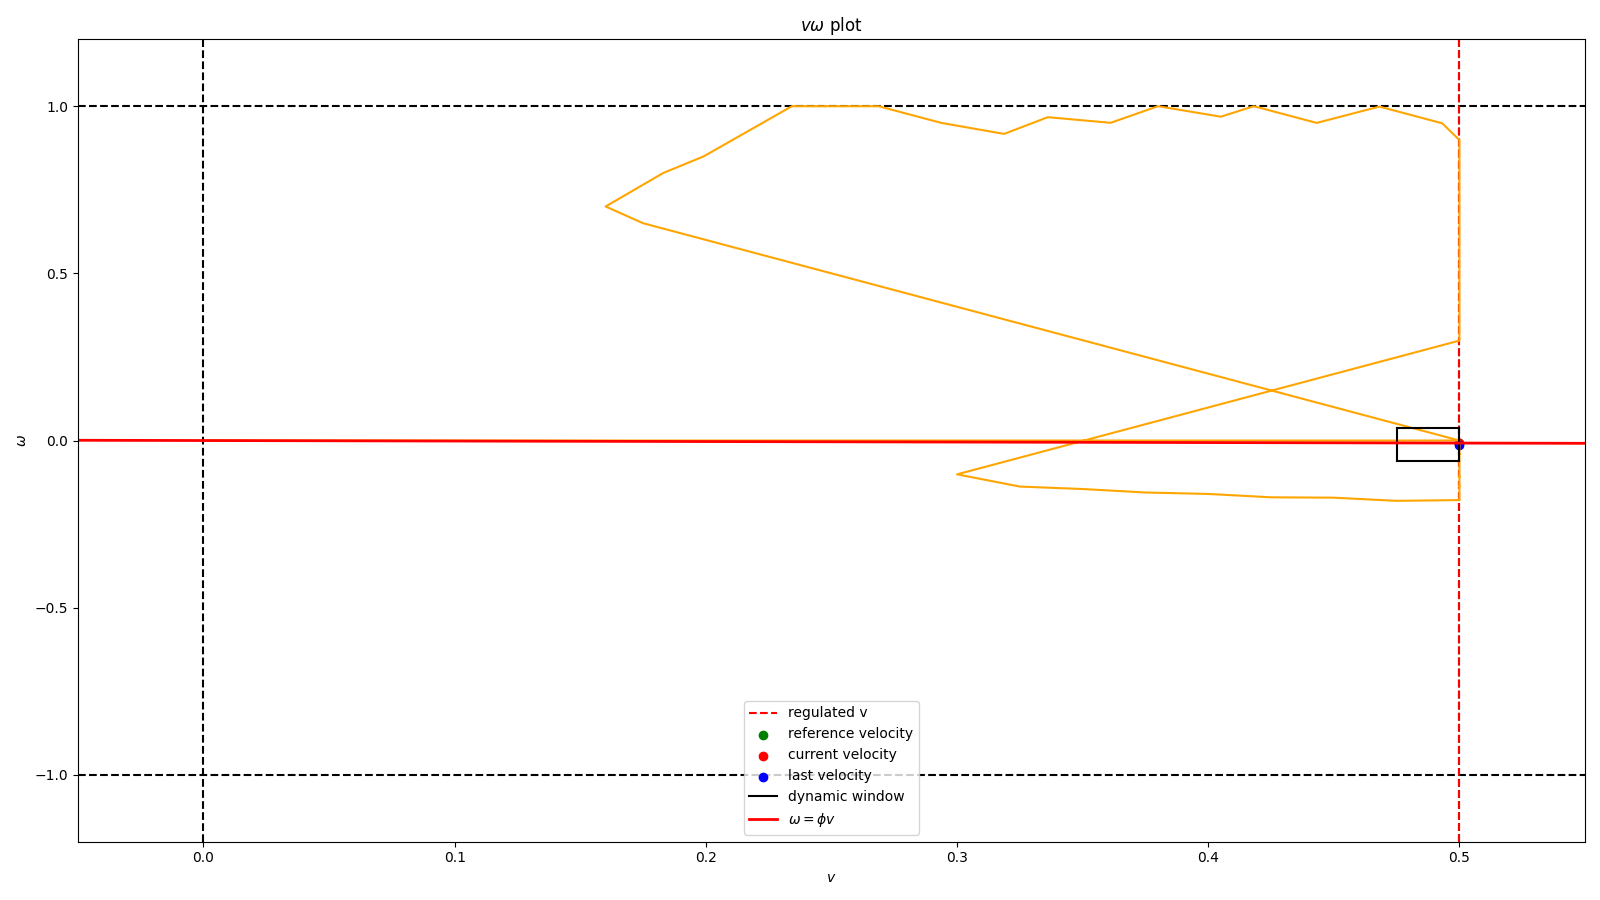 vω plot
1.0
0.5
0.0
−0.5
−1.0
ω
0.0
0.1
0.2
0.3
0.4
0.5
v
regulated v
reference velocity
current velocity
last velocity
dynamic window
ω = ϕv